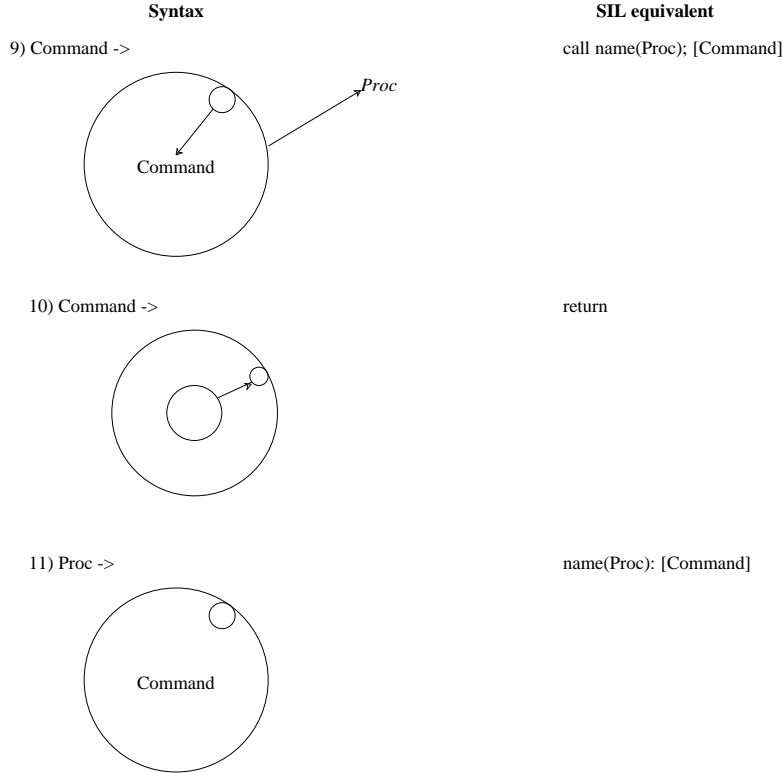 Syntax SIL equivalent
9) Command -> call name(Proc); [Command]
Proc
Command
10) Command -> return
11) Proc -> name(Proc): [Command]
Command